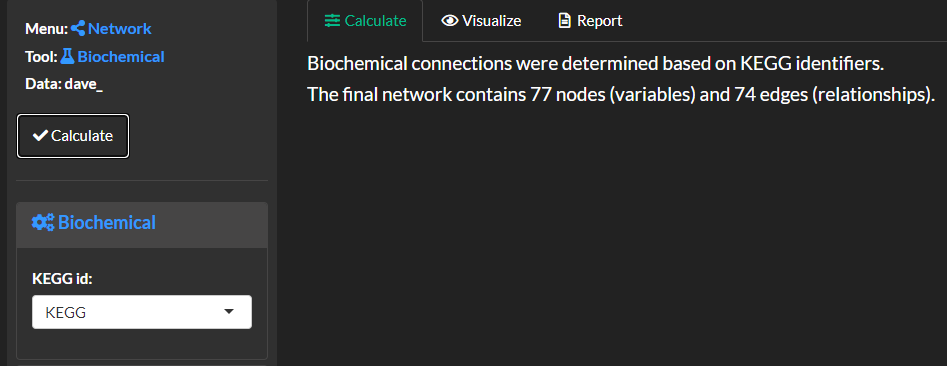 Menu: Network
Tool: Biochemical
Data: dave_
Calculate
Biochemical
KEGG id:
KEGG
Calculate Visualize Report
Biochemical connections were determined based on KEGG identifiers.
The final network contains 77 nodes (variables) and 74 edges (relationships).